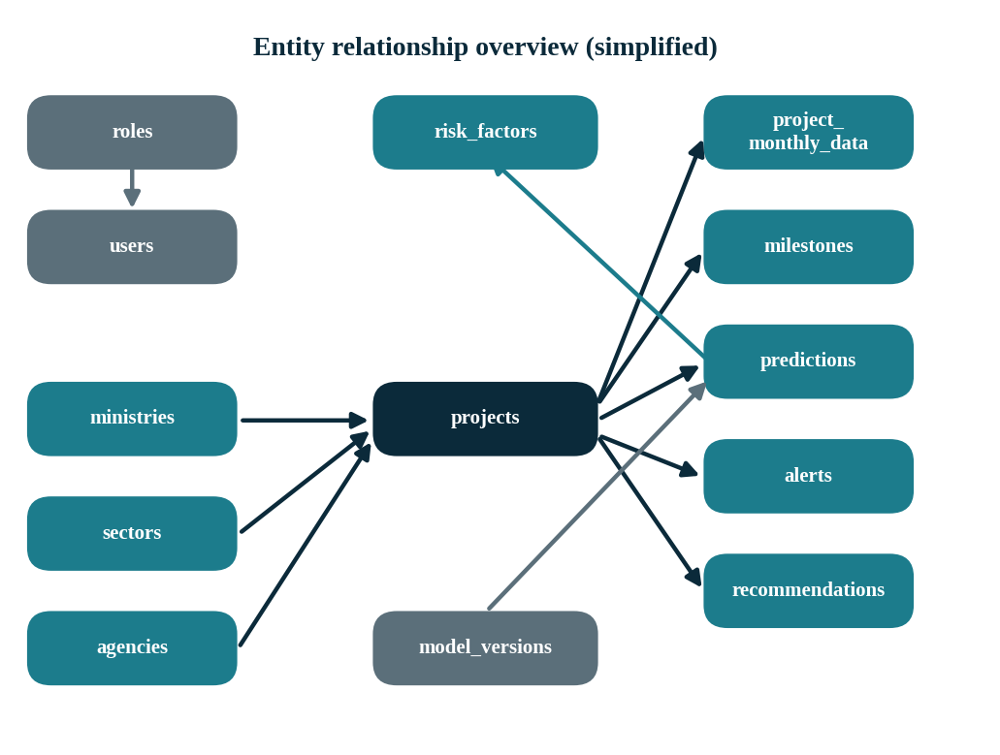 Entity relationship overview (simplified)
roles
risk_factors
project_
monthly_data
users
milestones
predictions
ministries
projects
alerts
sectors
recommendations
agencies
model_versions